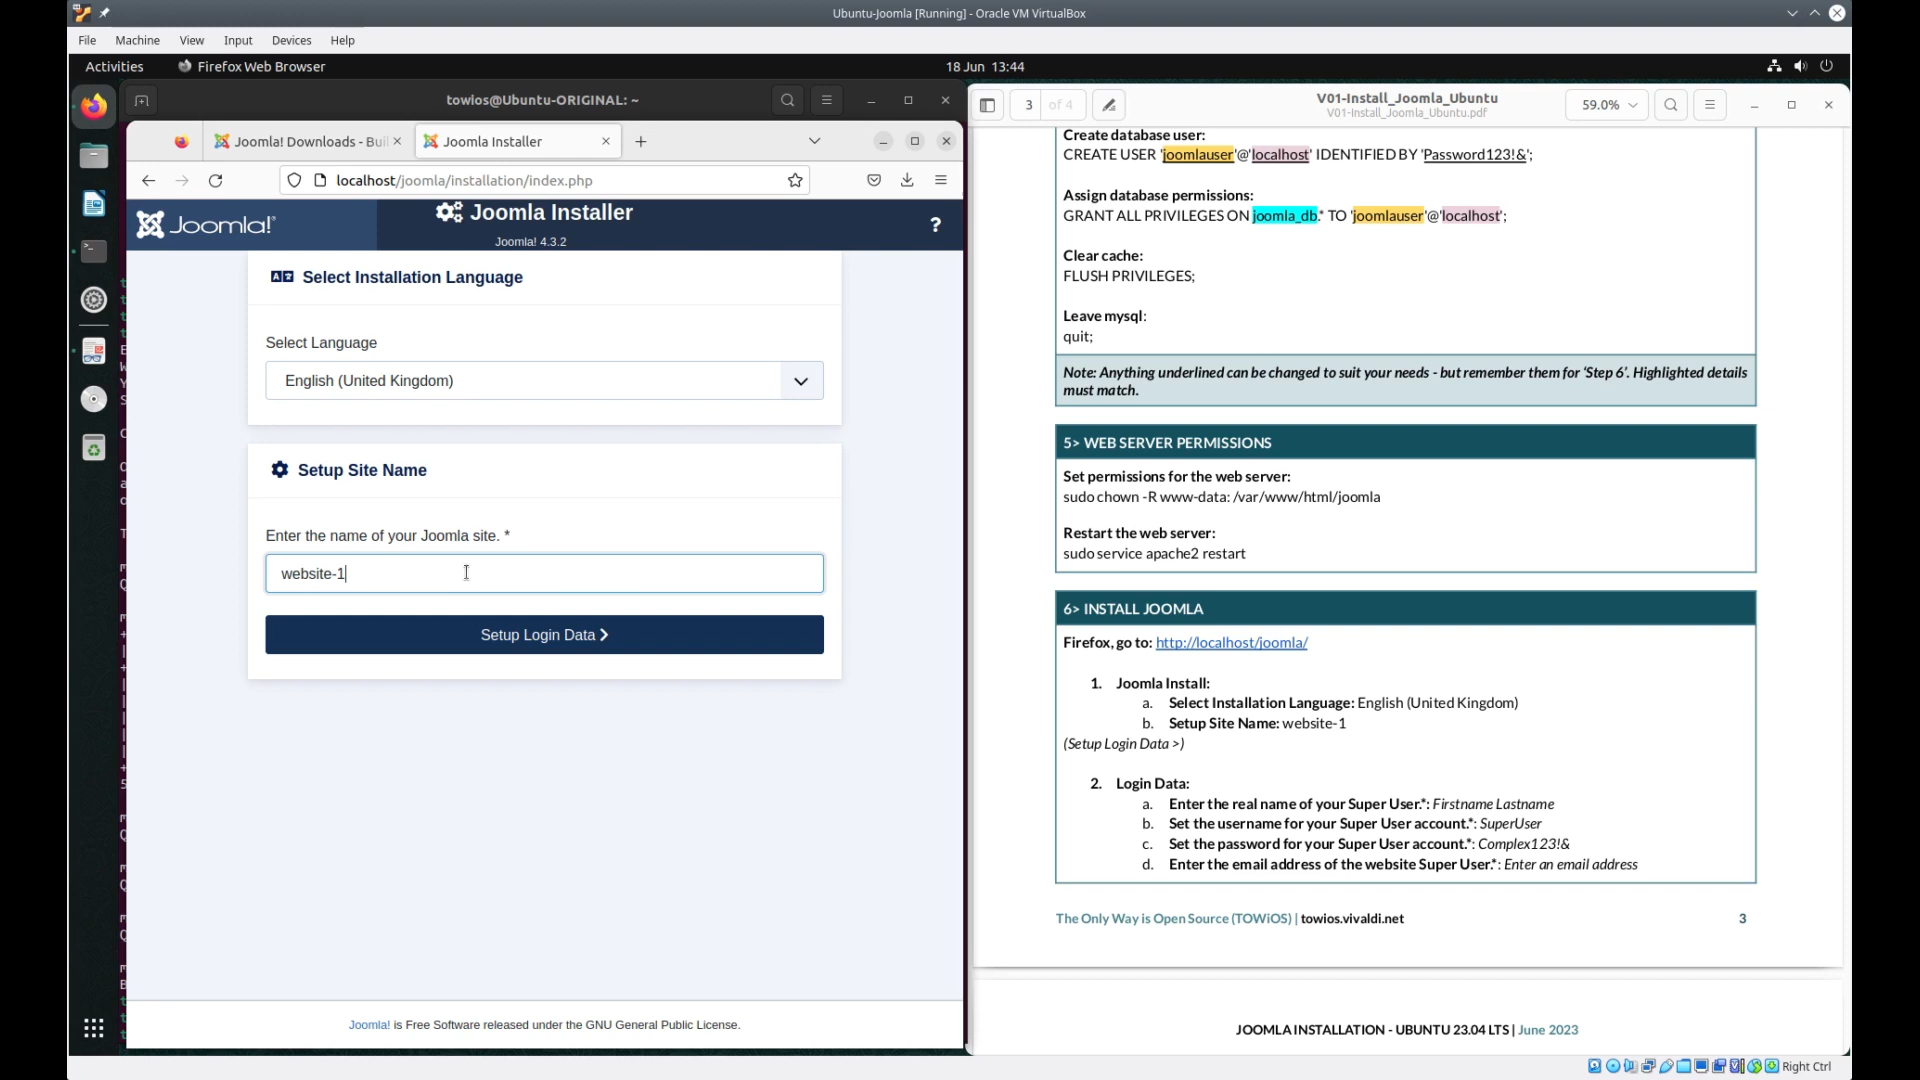 Ubuntu-Joomla [Running] - Oracle VM VirtualBox
File Machine View Input Devices Help
Activities Firefox Web Browser 18 Jun 13:44
towios@Ubuntu-ORIGINAL: ~
Joomla! Downloads - Buil
Joomla Installer
localhost/joomla/installation/index.php
Joomla!
Joomla Installer
Joomla! 4.3.2
?
Select Installation Language
Select Language
English (United Kingdom)
Setup Site Name
Enter the name of your Joomla site. *
website-1
Setup Login Data
Joomla! is Free Software released under the GNU General Public License.
3 of 4
V01-Install_Joomla_Ubuntu
V01-Install_Joomla_Ubuntu.pdf
59.0%
Create database user:
CREATE USER 'joomlauser'@'localhost' IDENTIFIED BY 'Password123!&';
Assign database permissions:
GRANT ALL PRIVILEGES ON joomla_db.* TO 'joomlauser'@'localhost';
Clear cache:
FLUSH PRIVILEGES;
Leave mysql:
quit;
Note: Anything underlined can be changed to suit your needs - but remember them for ‘Step 6’. Highlighted details
must match.
5> WEB SERVER PERMISSIONS
Set permissions for the web server:
sudo chown -R www-data: /var/www/html/joomla
Restart the web server:
sudo service apache2 restart
6> INSTALL JOOMLA
Firefox, go to: http://localhost/joomla/
1. Joomla Install:
a. Select Installation Language: English (United Kingdom)
b. Setup Site Name: website-1
(Setup Login Data >)
2. Login Data:
a. Enter the real name of your Super User.*: Firstname Lastname
b. Set the username for your Super User account.*: SuperUser
c. Set the password for your Super User account.*: Complex123!&
d. Enter the email address of the website Super User.*: Enter an email address
The Only Way is Open Source (TOWiOS) | towios.vivaldi.net 3
JOOMLA INSTALLATION - UBUNTU 23.04 LTS | June 2023
Right Ctrl